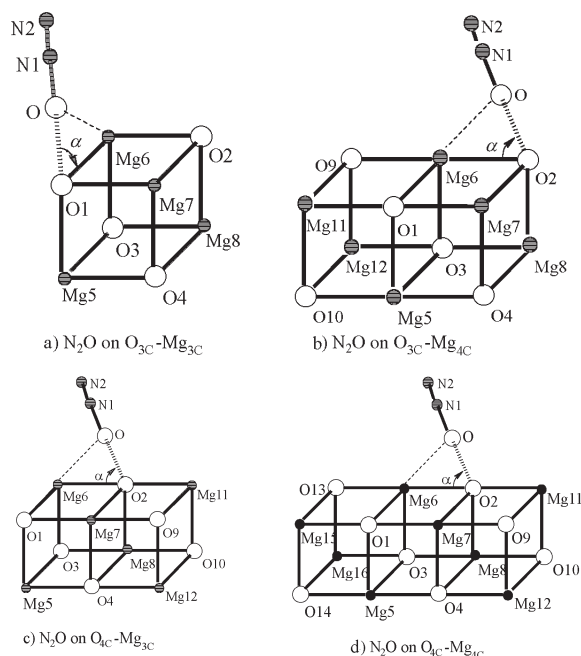 N2
N1
O
α
Mg6
O2
O1
Mg7
O3
Mg8
Mg5
O4
a) N₂O on O₃C-Mg₃C
N2
N1
O
α
O9
Mg6
O2
Mg11
O1
Mg7
Mg12
O3
Mg8
O10
Mg5
O4
b) N₂O on O₃C-Mg₄C
N2
N1
O
α
Mg6
O2
Mg11
O1
Mg7
O9
O3
Mg8
O10
Mg5
O4
Mg12
c) N₂O on O₄C-Mg₃C
N2
N1
O
α
O13
Mg6
O2
Mg11
Mg15
O1
Mg7
O9
Mg16
O3
Mg8
O10
O14
Mg5
O4
Mg12
d) N₂O on O₄C-Mg₄C